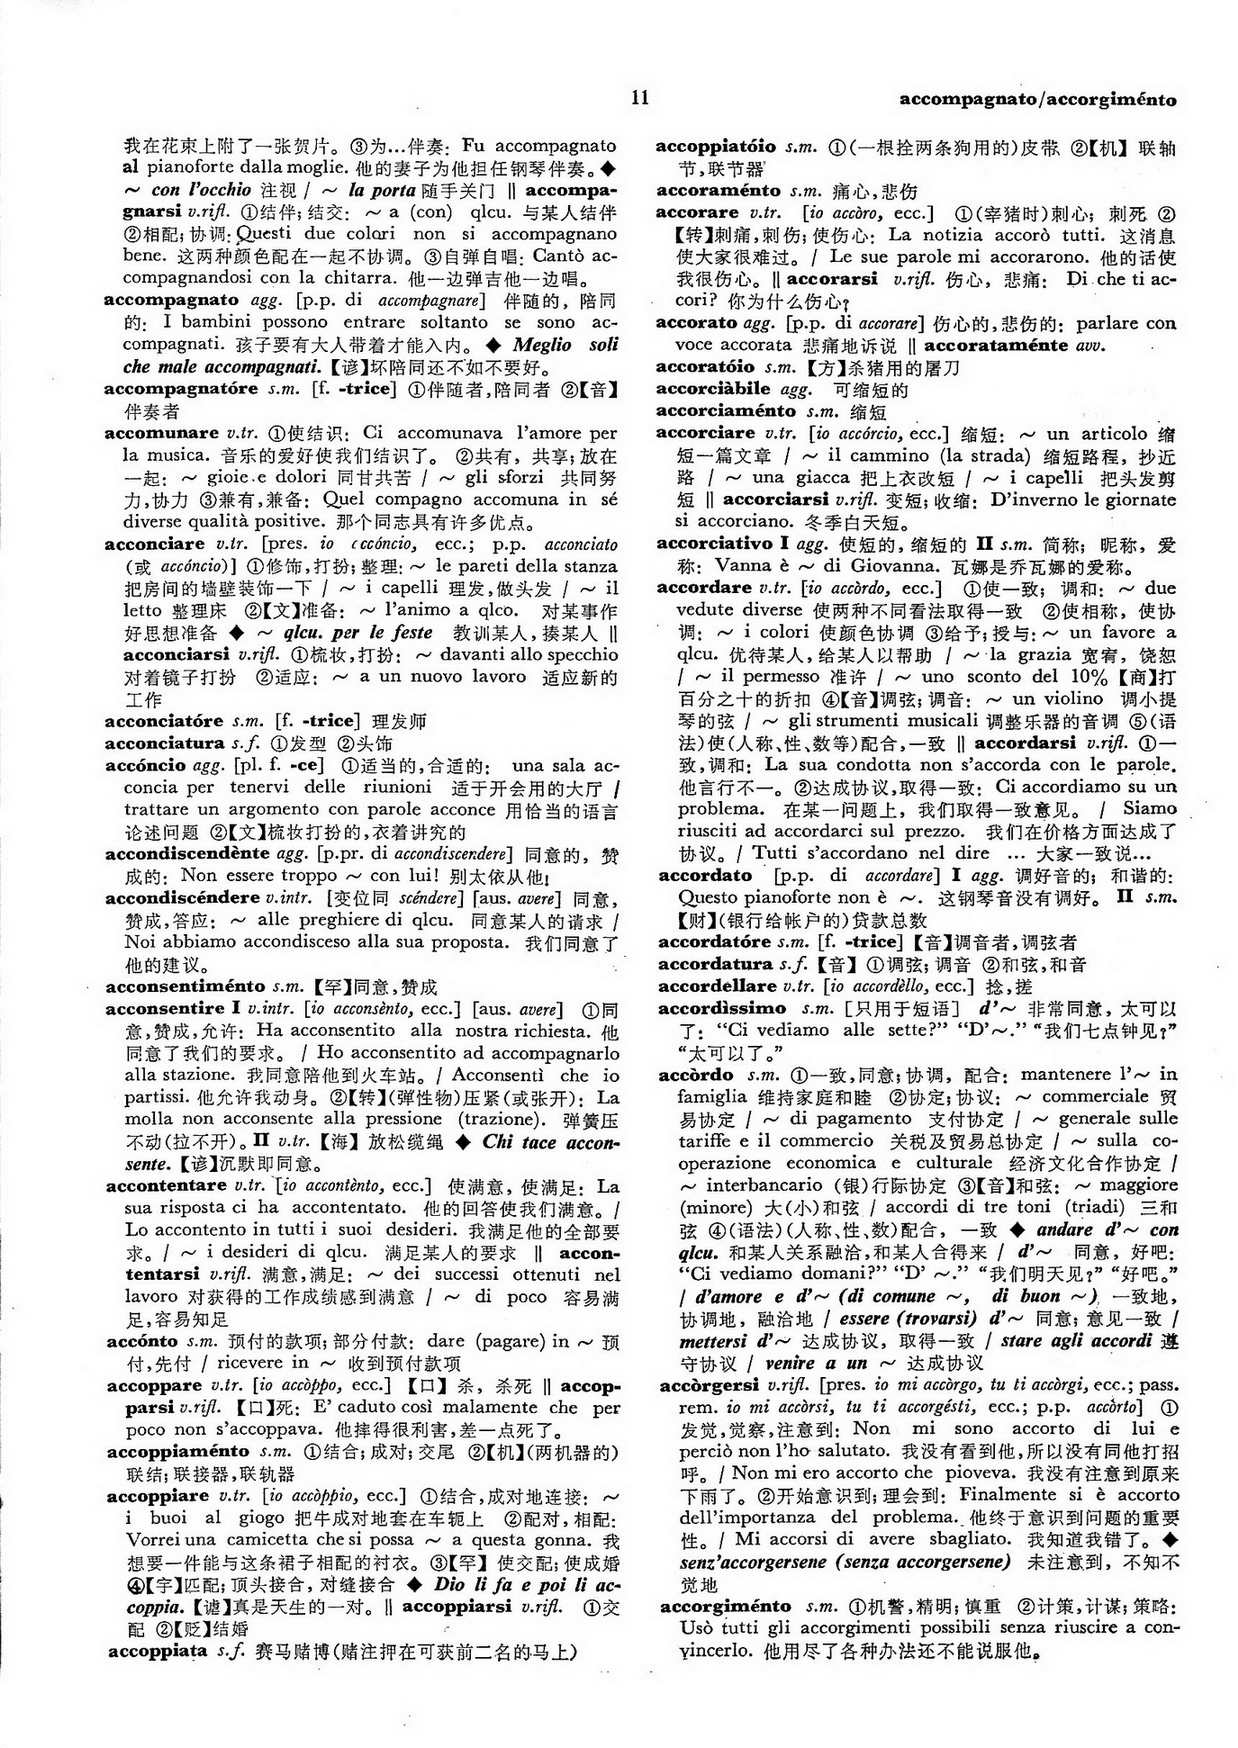 11
accompagnato/accorgiménto
我在花束上附了一张贺片。③为…伴奏: Fu accompagnato
al pianoforte dalla moglie. 他的妻子为他担任钢琴伴奏。◆
～ con l'occhio 注视 / ～ la porta 随手关门 ‖ accompa-
gnarsi v.rifl. ①结伴; 结交: ～ a (con) qlcu. 与某人结伴
②相配; 协调: Questi due colori non si accompagnano
bene. 这两种颜色配在一起不协调。③自弹自唱: Cantò ac-
compagnandosi con la chitarra. 他一边弹吉他一边唱。
accompagnato agg. [p.p. di accompagnare] 伴随的, 陪同
的: I bambini possono entrare soltanto se sono ac-
compagnati. 孩子要有大人带着才能入内。◆ Meglio soli
che male accompagnati.【谚】坏陪同还不如不要好。
accompagnatóre s.m. [f. -trice] ①伴随者,陪同者 ②【音】
伴奏者
accomunare v.tr. ①使结识: Ci accomunava l'amore per
la musica. 音乐的爱好使我们结识了。②共有, 共享; 放在
一起: ～ gioie e dolori 同甘共苦 / ～ gli sforzi 共同努
力,协力 ③兼有,兼备: Quel compagno accomuna in sé
diverse qualità positive. 那个同志具有许多优点。
acconciare v.tr. [pres. io accóncio, ecc.; p.p. acconciato
(或 accóncio)] ①修饰,打扮; 整理: ～ le pareti della stanza
把房间的墙壁装饰一下 / ～ i capelli 理发,做头发 / ～ il
letto 整理床 ②【文】准备: ～ l'animo a qlco. 对某事作
好思想准备 ◆ ～ qlcu. per le feste 教训某人,揍某人 ‖
acconciarsi v.rifl. ①梳妆,打扮: ～ davanti allo specchio
对着镜子打扮 ②适应: ～ a un nuovo lavoro 适应新的
工作
acconciatóre s.m. [f. -trice] 理发师
acconciatura s.f. ①发型 ②头饰
accóncio agg. [pl. f. -ce] ①适当的,合适的: una sala ac-
concia per tenervi delle riunioni 适于开会用的大厅 /
trattare un argomento con parole acconce 用恰当的语言
论述问题 ②【文】梳妆打扮的,衣着讲究的
accondiscendènte agg. [p.pr. di accondiscendere] 同意的, 赞
成的: Non essere troppo ～ con lui! 别太依从他!
accondiscéndere v.intr. [变位同 scéndere] [aus. avere] 同意,
赞成,答应: ～ alle preghiere di qlcu. 同意某人的请求 /
Noi abbiamo accondisceso alla sua proposta. 我们同意了
他的建议。
acconsentiménto s.m.【罕】同意,赞成
acconsentire I v.intr. [io acconsènto, ecc.] [aus. avere] ①同
意,赞成,允许: Ha acconsentito alla nostra richiesta. 他
同意了我们的要求。/ Ho acconsentito ad accompagnarlo
alla stazione. 我同意陪他到火车站。/ Acconsentì che io
partissi. 他允许我动身。②【转】(弹性物)压紧(或张开): La
molla non acconsente alla pressione (trazione). 弹簧压
不动(拉不开)。II v.tr.【海】放松缆绳 ◆ Chi tace accon-
sente.【谚】沉默即同意。
accontentare v.tr. [io accontènto, ecc.] 使满意, 使满足: La
sua risposta ci ha accontentato. 他的回答使我们满意。/
Lo accontento in tutti i suoi desideri. 我满足他的全部要
求。/ ～ i desideri di qlcu. 满足某人的要求 ‖ accon-
tentarsi v.rifl. 满意,满足: ～ dei successi ottenuti nel
lavoro 对获得的工作成绩感到满意 / ～ di poco 容易满
足,容易知足
accónto s.m. 预付的款项; 部分付款: dare (pagare) in ～ 预
付,先付 / ricevere in ～ 收到预付款项
accoppare v.tr. [io accòppo, ecc.] 【口】杀, 杀死 ‖ accop-
parsi v.rifl. 【口】死: E' caduto così malamente che per
poco non s'accoppava. 他摔得很利害,差一点死了。
accoppiaménto s.m. ①结合; 成对; 交尾 ②【机】(两机器的)
联结; 联接器,联轨器
accoppiare v.tr. [io accòppio, ecc.] ①结合,成对地连接: ～
i buoi al giogo 把牛成对地套在车轭上 ②配对,相配:
Vorrei una camicetta che si possa ～ a questa gonna. 我
想要一件能与这条裙子相配的衬衣。③【罕】使交配; 使成婚
④【宇】匹配; 顶头接合, 对缝接合 ◆ Dio li fa e poi li ac-
coppia.【谑】真是天生的一对。‖ accoppiarsi v.rifl. ①交
配 ②【贬】结婚
accoppiata s.f. 赛马赌博(赌注押在可获前二名的马上)
accoppiatóio s.m. ①(一根拴两条狗用的)皮带 ②【机】联轴
节,联节器
accoraménto s.m. 痛心,悲伤
accorare v.tr. [io accòro, ecc.] ①(宰猪时)刺心; 刺死 ②
【转】刺痛,刺伤; 使伤心: La notizia accorò tutti. 这消息
使大家很难过。/ Le sue parole mi accorarono. 他的话使
我很伤心。‖ accorarsi v.rifl. 伤心, 悲痛: Di che ti ac-
cori? 你为什么伤心?
accorato agg. [p.p. di accorare] 伤心的,悲伤的: parlare con
voce accorata 悲痛地诉说 ‖ accorataménte avv.
accoratóio s.m.【方】杀猪用的屠刀
accorciàbile agg. 可缩短的
accorciaménto s.m. 缩短
accorciare v.tr. [io accórcio, ecc.] 缩短: ～ un articolo 缩
短一篇文章 / ～ il cammino (la strada) 缩短路程, 抄近
路 / ～ una giacca 把上衣改短 / ～ i capelli 把头发剪
短 ‖ accorciarsi v.rifl. 变短; 收缩: D'inverno le giornate
si accorciano. 冬季白天短。
accorciativo I agg. 使短的, 缩短的 II s.m. 简称; 昵称, 爱
称: Vanna è ～ di Giovanna. 瓦娜是乔瓦娜的爱称。
accordare v.tr. [io accòrdo, ecc.] ①使一致; 调和: ～ due
vedute diverse 使两种不同看法取得一致 ②使相称, 使协
调: ～ i colori 使颜色协调 ③给予; 授与: ～ un favore a
qlcu. 优待某人,给某人以帮助 / ～ la grazia 宽宥, 饶恕
/ ～ il permesso 准许 / ～ uno sconto del 10%【商】打
百分之十的折扣 ④【音】调弦; 调音: ～ un violino 调小提
琴的弦 / ～ gli strumenti musicali 调整乐器的音调 ⑤(语
法)使(人称、性、数等)配合,一致 ‖ accordarsi v.rifl. ①一
致,调和: La sua condotta non s'accorda con le parole.
他言行不一。②达成协议,取得一致: Ci accordiamo su un
problema. 在某一问题上, 我们取得一致意见。/ Siamo
riusciti ad accordarci sul prezzo. 我们在价格方面达成了
协议。/ Tutti s'accordano nel dire … 大家一致说…
accordato [p.p. di accordare] I agg. 调好音的; 和谐的:
Questo pianoforte non è ～. 这钢琴音没有调好。II s.m.
【财】(银行给帐户的)贷款总数
accordatóre s.m. [f. -trice]【音】调音者,调弦者
accordatura s.f.【音】①调弦; 调音 ②和弦,和音
accordellare v.tr. [io accordèllo, ecc.] 捻,搓
accordìssimo s.m. [只用于短语] d'～ 非常同意, 太可以
了: “Ci vediamo alle sette?” “D'～.” “我们七点钟见?”
“太可以了。”
accòrdo s.m. ①一致,同意; 协调, 配合: mantenere l'～ in
famiglia 维持家庭和睦 ②协定; 协议: ～ commerciale 贸
易协定 / ～ di pagamento 支付协定 / ～ generale sulle
tariffe e il commercio 关税及贸易总协定 / ～ sulla co-
operazione economica e culturale 经济文化合作协定 /
～ interbancario (银)行际协定 ③【音】和弦: ～ maggiore
(minore) 大(小)和弦 / accordi di tre toni (triadi) 三和
弦 ④(语法)(人称、性、数)配合, 一致 ◆ andare d'～ con
qlcu. 和某人关系融洽,和某人合得来 / d'～ 同意, 好吧:
“Ci vediamo domani?” “D' ～.” “我们明天见?” “好吧。”
/ d'amore e d'～ (di comune ～, di buon ～) 一致地,
协调地, 融洽地 / essere (trovarsi) d'～ 同意; 意见一致 /
mettersi d'～ 达成协议, 取得一致 / stare agli accordi 遵
守协议 / venire a un ～ 达成协议
accòrgersi v.rifl. [pres. io mi accòrgo, tu ti accòrgi, ecc.; pass.
rem. io mi accòrsi, tu ti accorgésti, ecc.; p.p. accòrto] ①
发觉,觉察,注意到: Non mi sono accorto di lui e
perciò non l'ho salutato. 我没有看到他,所以没有同他打招
呼。/ Non mi ero accorto che pioveva. 我没有注意到原来
下雨了。②开始意识到; 理会到: Finalmente si è accorto
dell'importanza del problema. 他终于意识到问题的重要
性。/ Mi accorsi di avere sbagliato. 我知道我错了。◆
senz'accorgersene (senza accorgersene) 未注意到, 不知不
觉地
accorgiménto s.m. ①机警,精明; 慎重 ②计策,计谋; 策略:
Usò tutti gli accorgimenti possibili senza riuscire a con-
vincerlo. 他用尽了各种办法还不能说服他。